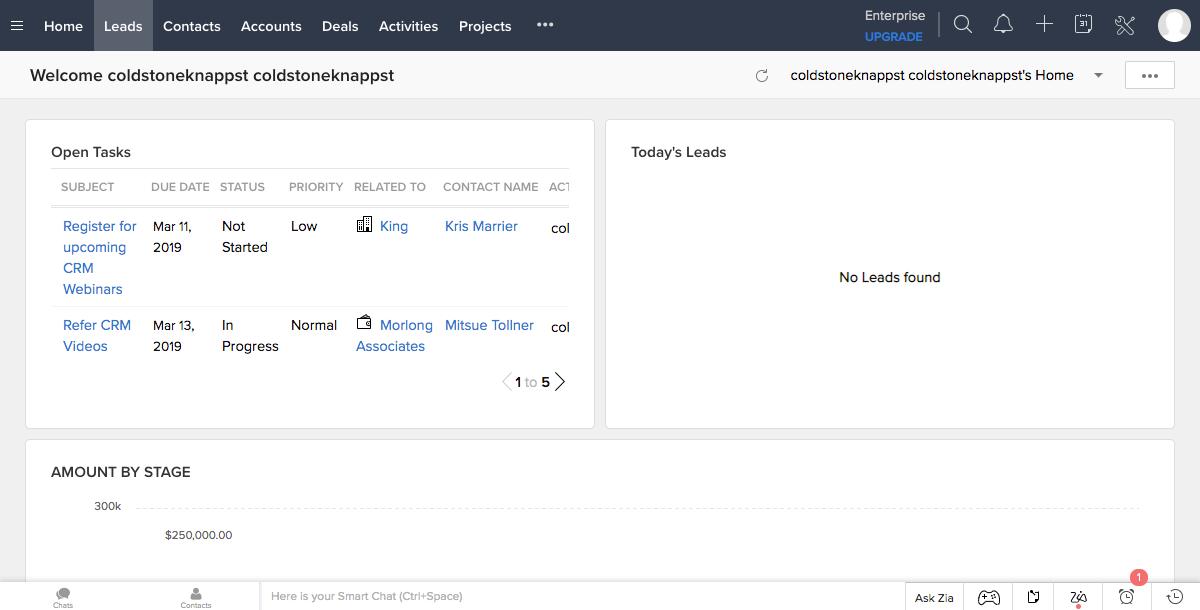 Home Leads Contacts Accounts Deals Activities Projects ••• Enterprise
UPGRADE
31
Welcome coldstoneknappst coldstoneknappst
coldstoneknappst coldstoneknappst's Home
Open Tasks
SUBJECT DUE DATE STATUS PRIORITY RELATED TO CONTACT NAME ACT
Register for Mar 11, Not Low King Kris Marrier col
upcoming 2019 Started
CRM
Webinars
Refer CRM Mar 13, In Normal Morlong Mitsue Tollner col
Videos 2019 Progress Associates
1 to 5
Today's Leads
No Leads found
AMOUNT BY STAGE
300k
$250,000.00
Chats
Contacts
Here is your Smart Chat (Ctrl+Space)
Ask Zia
1